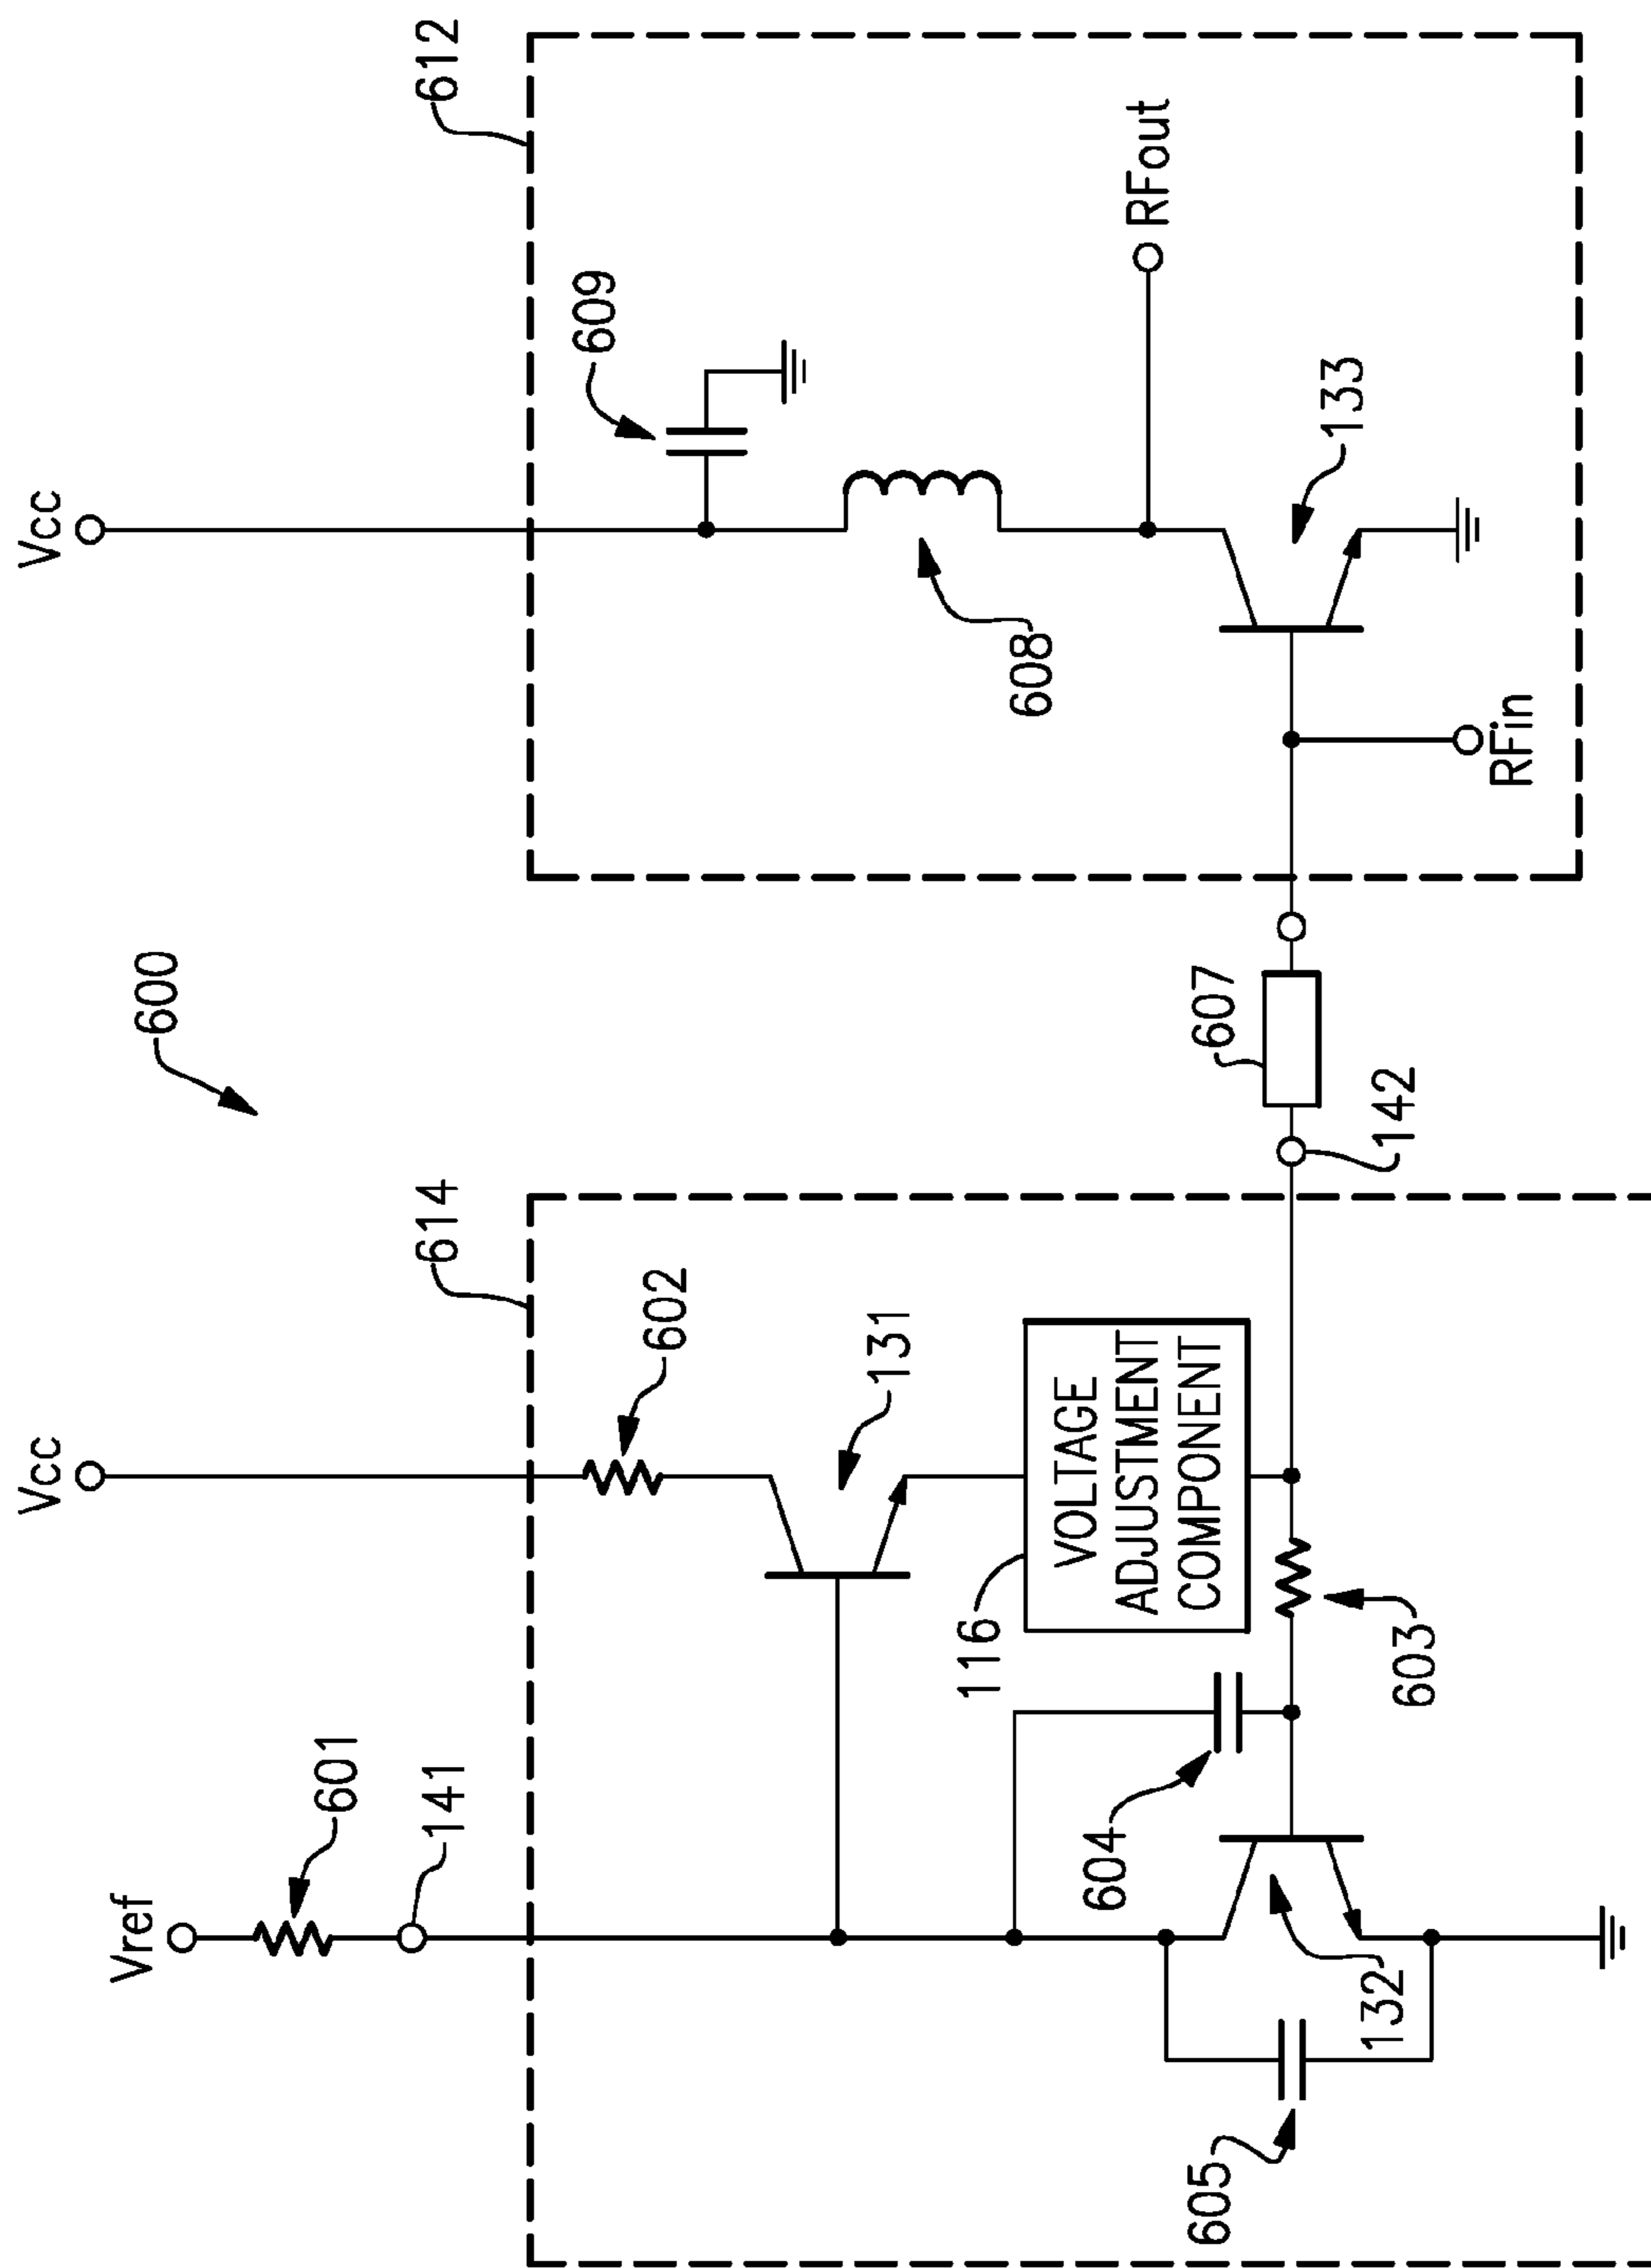 600
Vref
Vcc
Vcc
601
141
614
612
602
609
131
116
VOLTAGE
ADJUSTMENT
COMPONENT
608
RFout
604
607
133
605
132
603
142
RFin